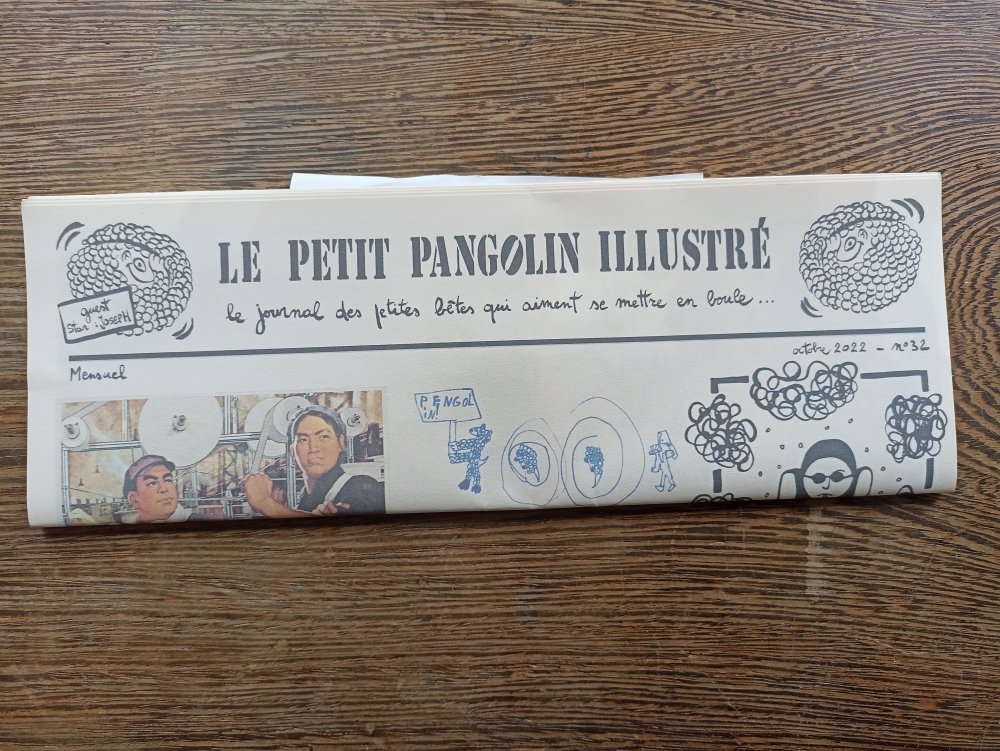 LE PETIT PANGOLIN ILLUSTRÉ
le journal des petites bêtes qui aiment se mettre en boule ...
guest
Star : JOSEPH
octobre 2022 - n°32
Mensuel
PENGOL
iN!